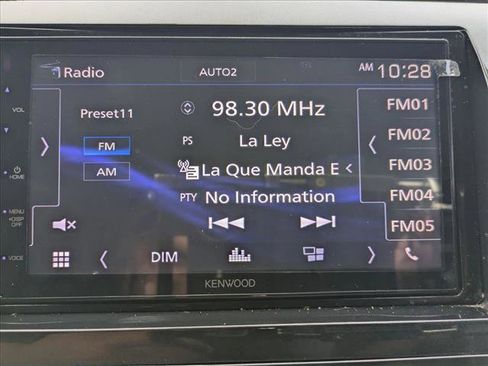 Radio
AUTO2
AM 10:28
VOL
Preset11
98.30 MHz
FM01
FM
PS La Ley
FM02
AM
La Que Manda E
FM03
PTY No Information
FM04
FM05
HOME
MENU
DISP
OFF
VOICE
DIM
KENWOOD